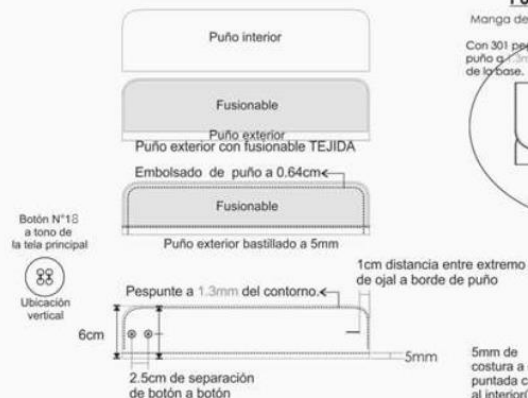 Puño interior
Fusionable
Puño exterior
Puño exterior con fusionable TEJIDA
Embolsado de puño a 0.64cm
Fusionable
Puño exterior bastillado a 5mm
Botón N°18
a tono de
la tela principal
Ubicación
vertical
1cm distancia entre extremo
de ojal a borde de puño
Pespunte a 1.3mm del contorno.
6cm
5mm
2.5cm de separación
de botón a botón
Manga de
Con 301
puño a
de la base.
5mm de
costura a
puntada
al interior